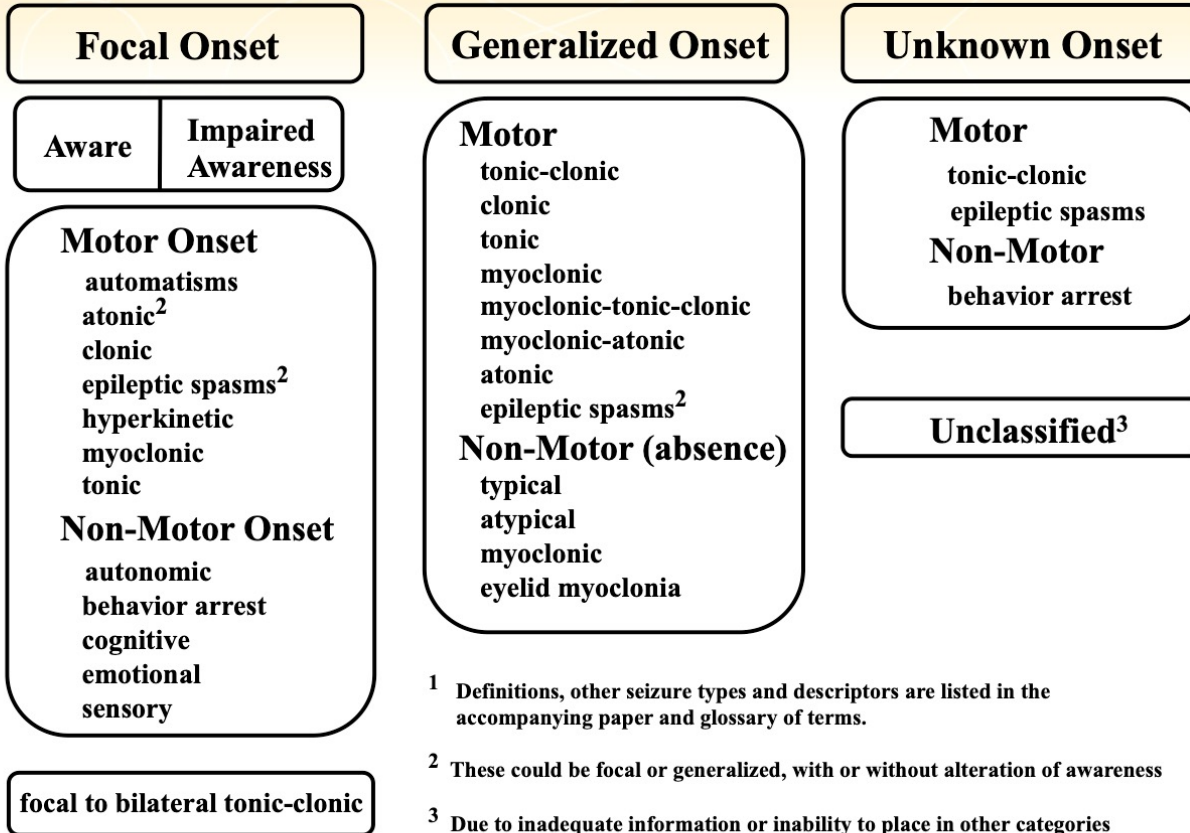 Focal Onset
Aware
Impaired
Awareness
Motor Onset
automatisms
atonic²
clonic
epileptic spasms²
hyperkinetic
myoclonic
tonic
Non-Motor Onset
autonomic
behavior arrest
cognitive
emotional
sensory
focal to bilateral tonic-clonic
Generalized Onset
Motor
tonic-clonic
clonic
tonic
myoclonic
myoclonic-tonic-clonic
myoclonic-atonic
atonic
epileptic spasms²
Non-Motor (absence)
typical
atypical
myoclonic
eyelid myoclonia
Unknown Onset
Motor
tonic-clonic
epileptic spasms
Non-Motor
behavior arrest
Unclassified³
¹ Definitions, other seizure types and descriptors are listed in the
accompanying paper and glossary of terms.
² These could be focal or generalized, with or without alteration of awareness
³ Due to inadequate information or inability to place in other categories